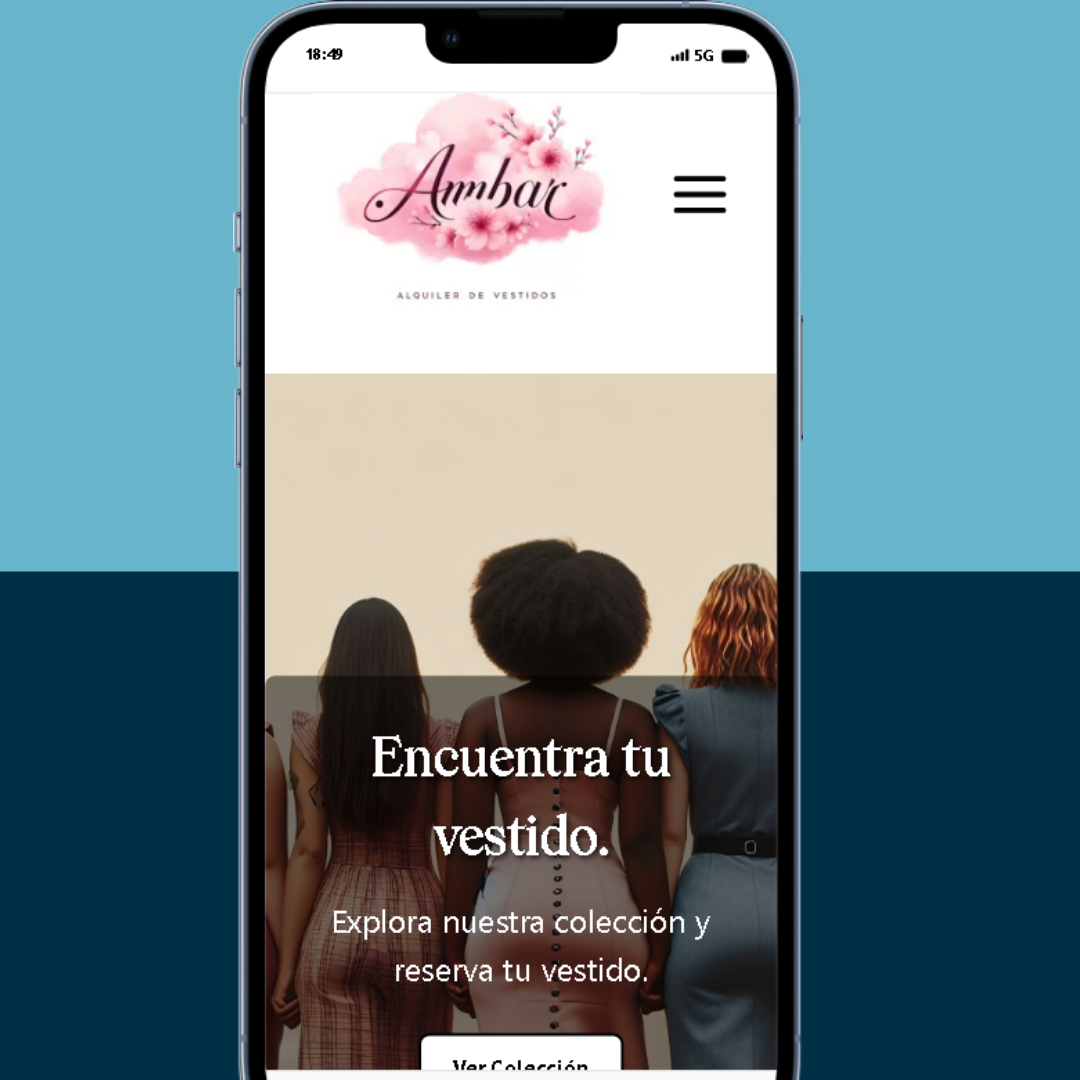 18:49
5G
Ambar
ALQUILER DE VESTIDOS
Encuentra tu
vestido.
Explora nuestra colección y
reserva tu vestido.
Ver Colección